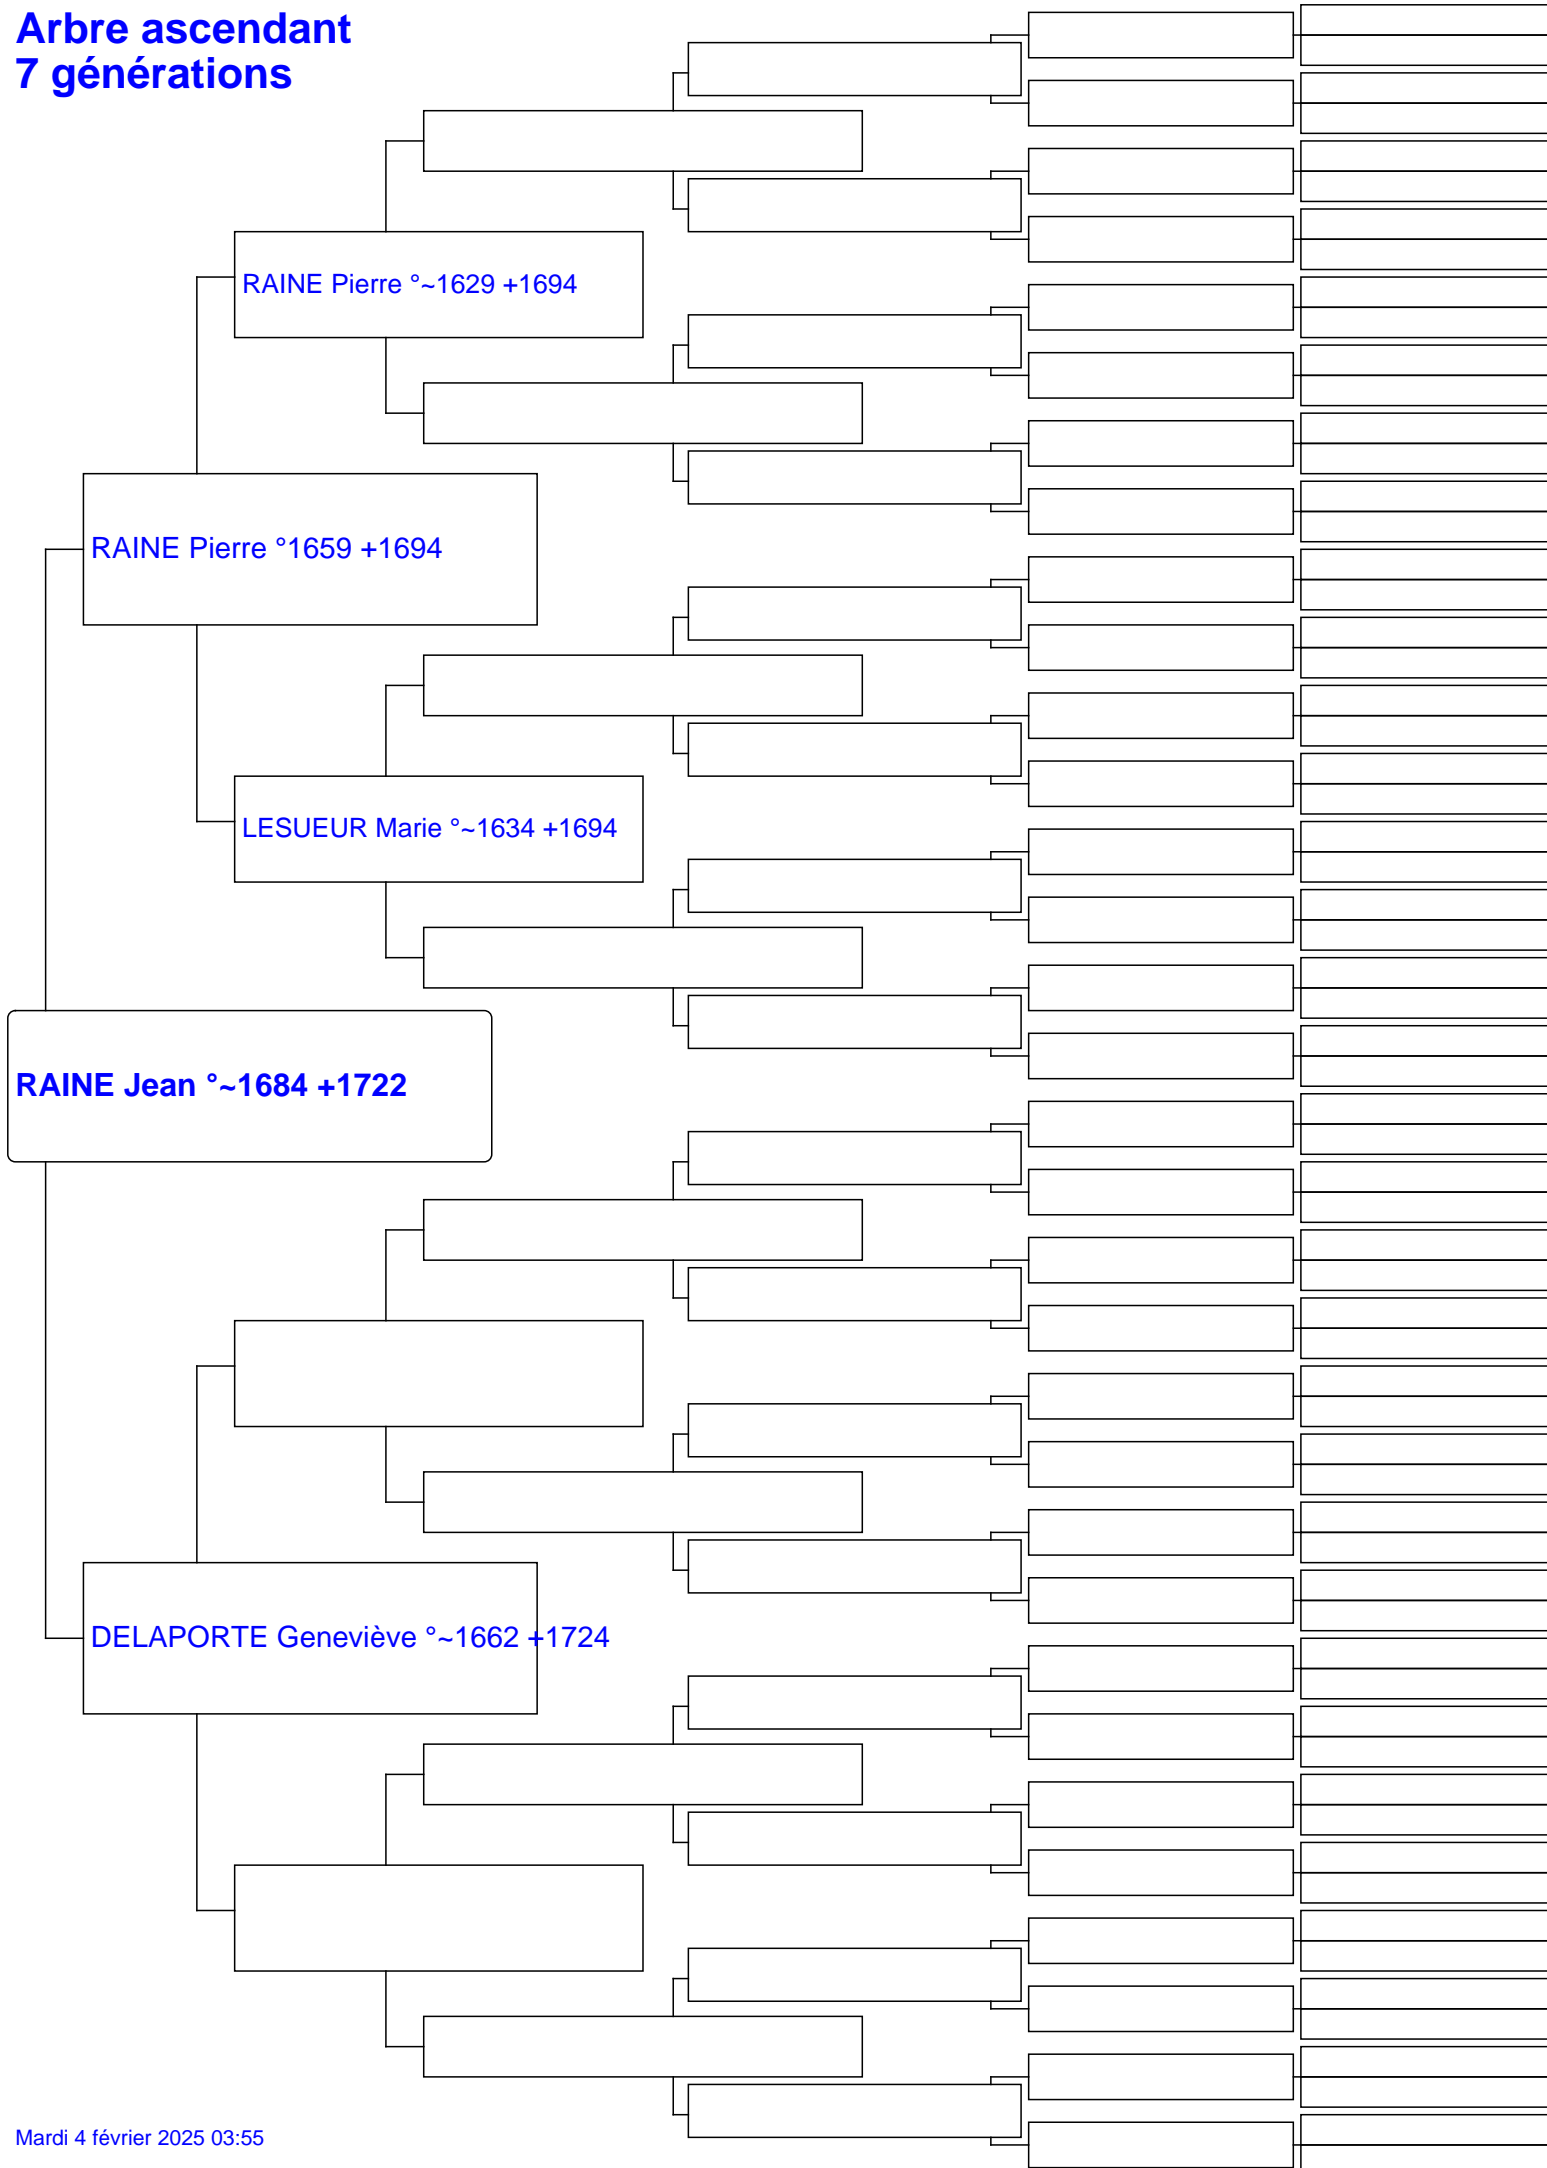 Arbre ascendant
7 générations
RAINE Pierre °~1629 +1694
RAINE Pierre °1659 +1694
LESUEUR Marie °~1634 +1694
RAINE Jean °~1684 +1722
DELAPORTE Geneviève °~1662 +1724
Mardi 4 février 2025 03:55